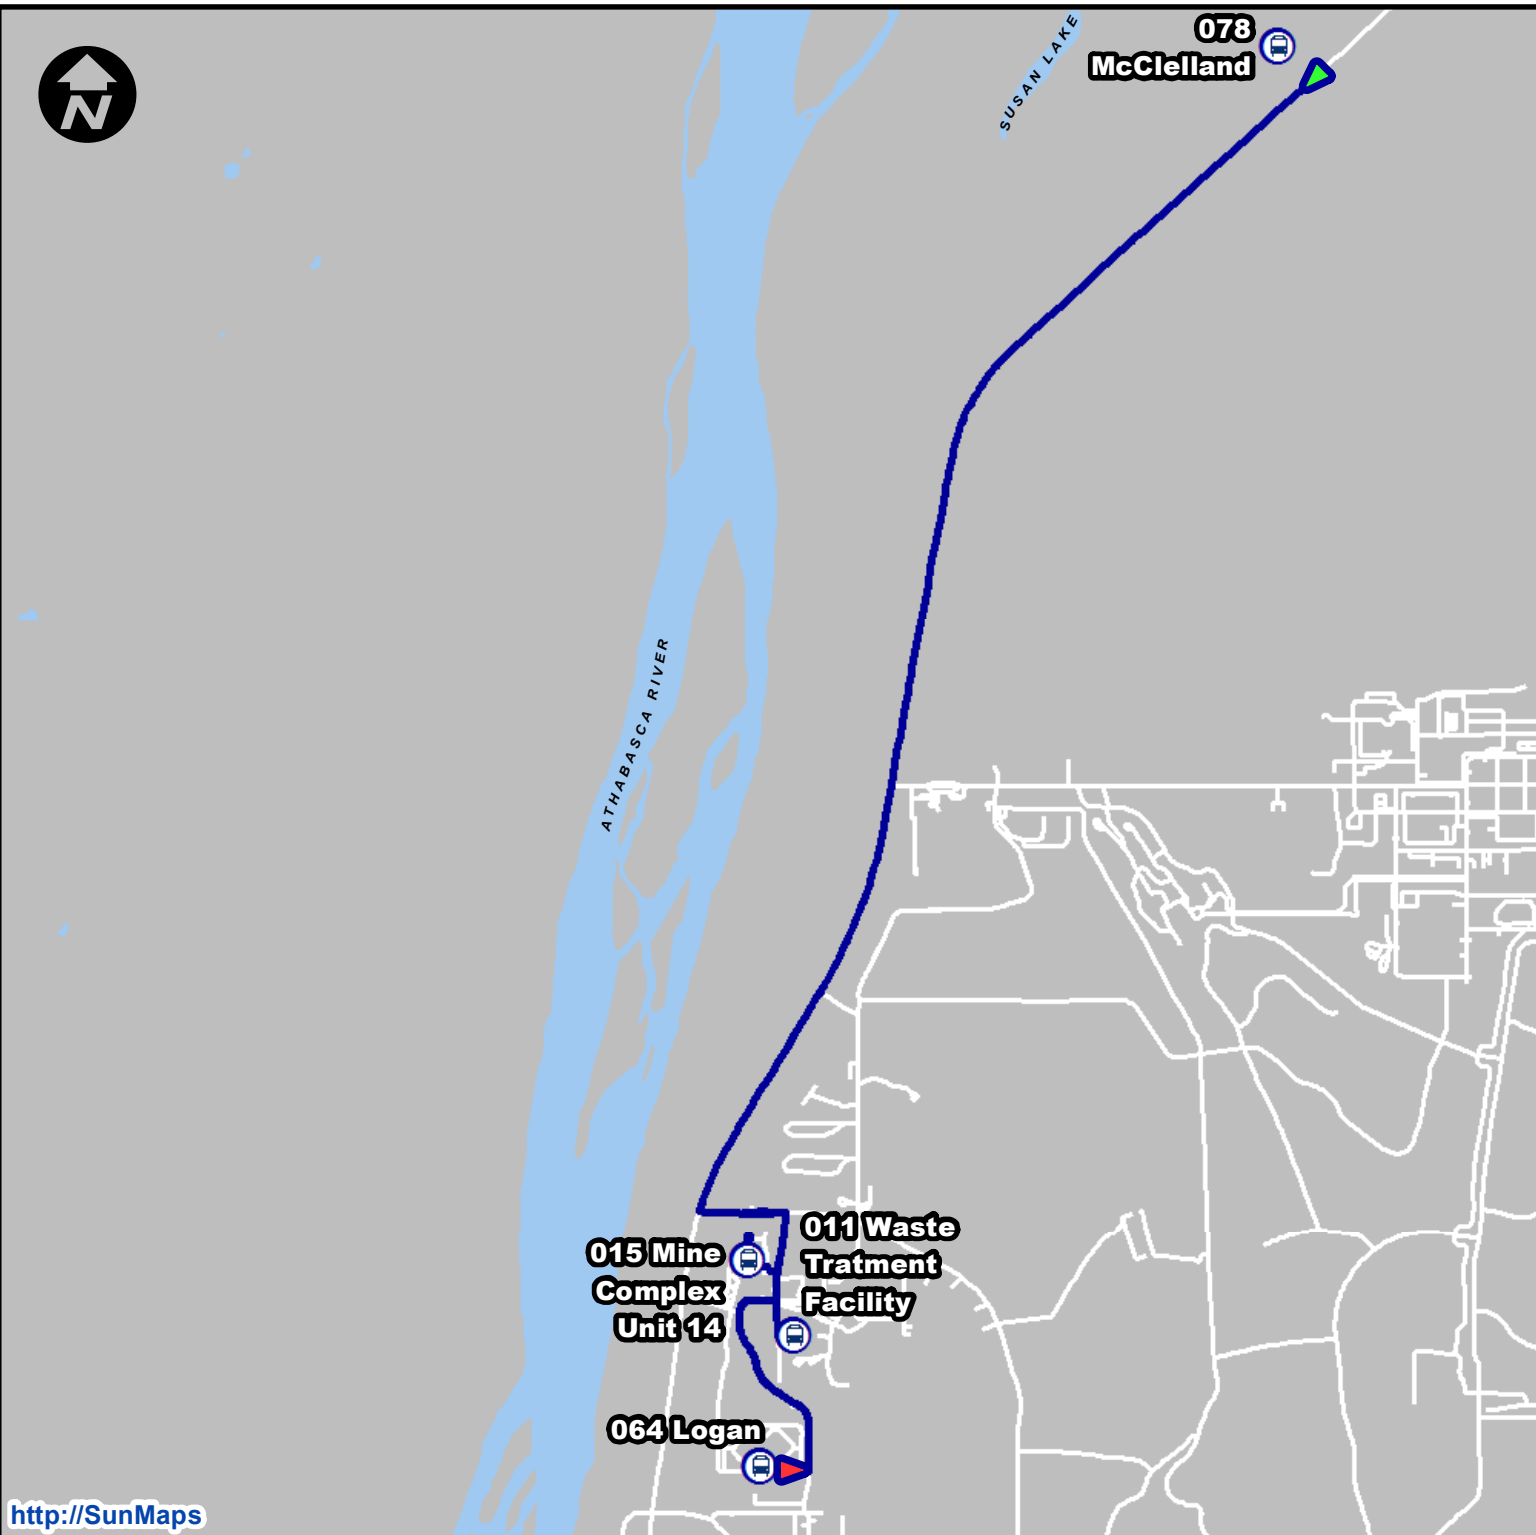 078
McClelland
SUSAN LAKE
N
ATHABASCA RIVER
015 Mine
Complex
Unit 14
011 Waste
Tratment
Facility
064 Logan
http://SunMaps